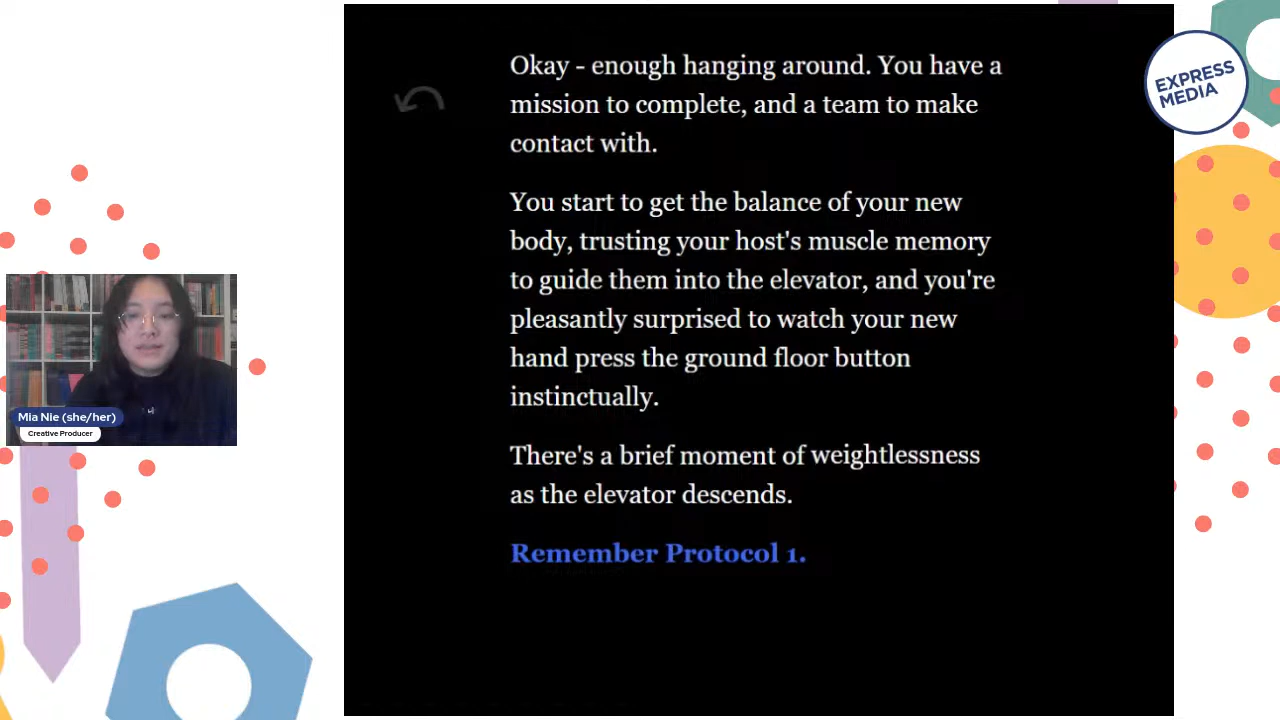 Okay - enough hanging around. You have a
mission to complete, and a team to make
contact with.
You start to get the balance of your new
body, trusting your host's muscle memory
to guide them into the elevator, and you're
pleasantly surprised to watch your new
hand press the ground floor button
instinctually.
There's a brief moment of weightlessness
as the elevator descends.
Remember Protocol 1.
EXPRESS
MEDIA
Mia Nie (she/her)
Creative Producer